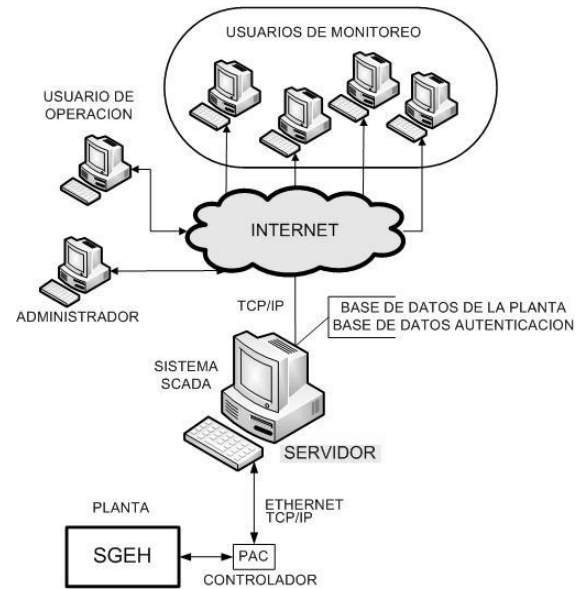 USUARIOS DE MONITOREO
USUARIO DE
OPERACION
INTERNET
ADMINISTRADOR
TCP/IP
BASE DE DATOS DE LA PLANTA
BASE DE DATOS AUTENTICACION
SISTEMA
SCADA
SERVIDOR
ETHERNET
TCP/IP
PLANTA
SGEH
PAC
CONTROLADOR